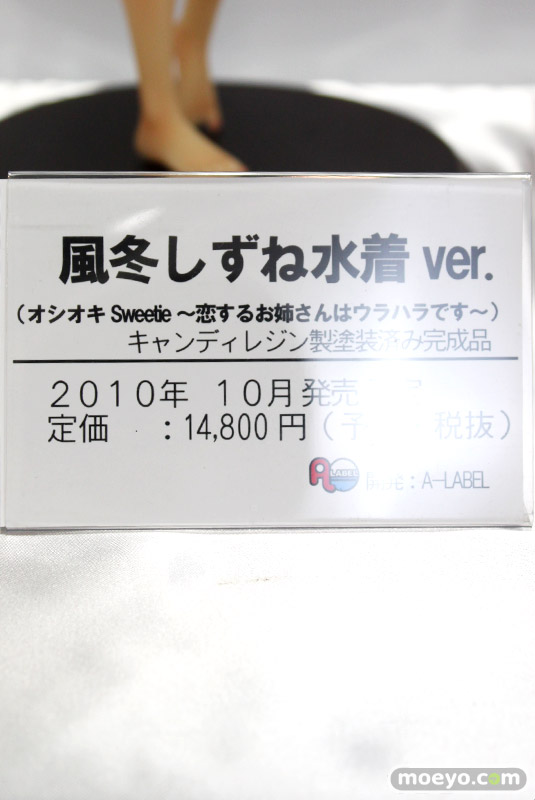 風冬しずね水着 ver.
（オシオキ Sweetie ～恋するお姉さんはウラハラです～）
キャンディレジン製塗装済み完成品
2010年 10月発売
定価 : 14,800円（予 税抜）
A LABEL : A-LABEL
moeyo.com